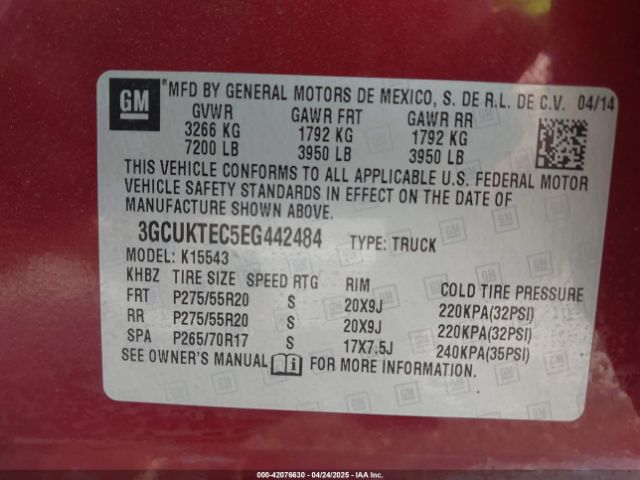 GM
*MFD BY GENERAL MOTORS DE MEXICO, S. DE R.L. DE C.V. 04/14
GVWR GAWR FRT GAWR RR
3266 KG 1792 KG 1792 KG
7200 LB 3950 LB 3950 LB
THIS VEHICLE CONFORMS TO ALL APPLICABLE U.S. FEDERAL MOTOR
VEHICLE SAFETY STANDARDS IN EFFECT ON THE DATE OF
MANUFACTURE SHOWN ABOVE.
3GCUKTEC5EG442484 TYPE: TRUCK
MODEL: K15543
KHBZ TIRE SIZE SPEED RTG RIM COLD TIRE PRESSURE
FRT P275/55R20 S 20X9J 220KPA(32PSI)
RR P275/55R20 S 20X9J 220KPA(32PSI)
SPA P265/70R17 S 17X7.5J 240KPA(35PSI)
SEE OWNER'S MANUAL i FOR MORE INFORMATION.
000-42076630 - 04/24/2025 - IAA Inc.